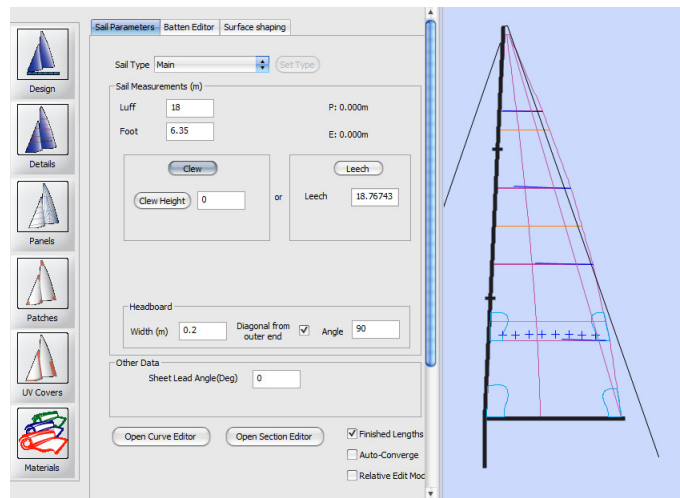 Sail Parameters Batten Editor Surface shaping
Sail Type Main Set Type
Design
Sail Measurements (m)
Luff 18 P: 0.000m
Foot 6.35 E: 0.000m
Details
Clew Leech
Clew Height 0 or Leech 18.76743
Panels
Headboard
Width (m) 0.2 Diagonal from outer end Angle 90
Patches
Other Data
Sheet Lead Angle(Deg) 0
UV Covers
Open Curve Editor Open Section Editor Finished Lengths
Auto-Converge
Materials
Relative Edit Mod